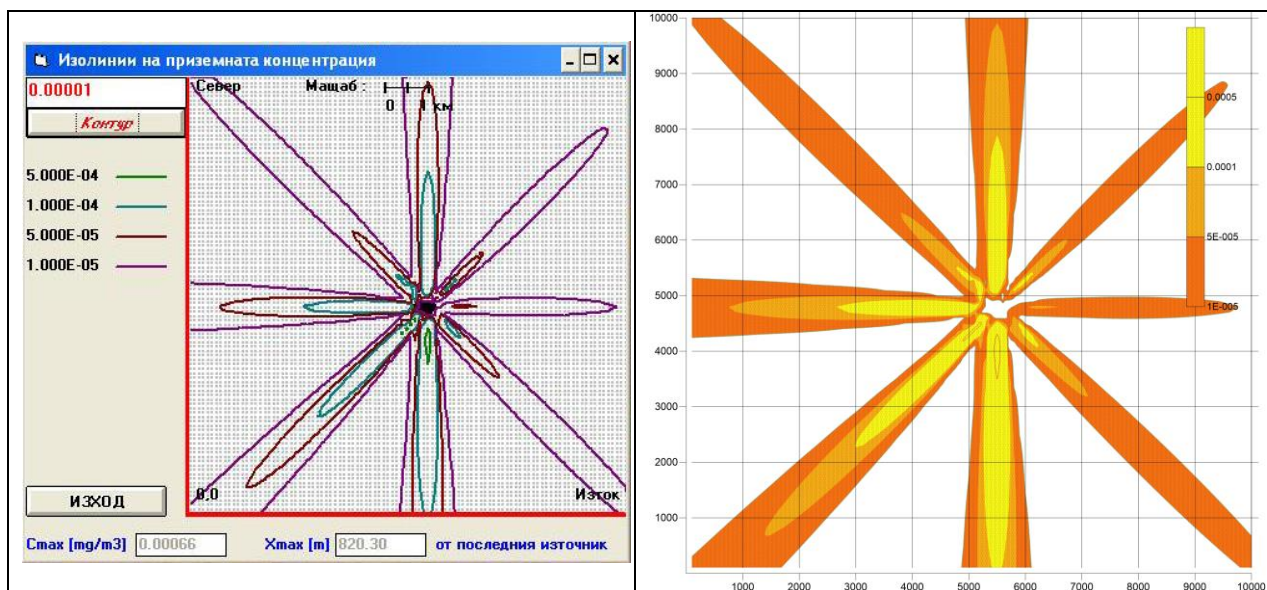 Изолинии на приземната концентрация
0.00001
Контур
5.000E-04
1.000E-04
5.000E-05
1.000E-05
ИЗХОД
Север
Мащаб :
0 1 км
0,0
Изток
Cmax [mg/m3] 0.00066 Xmax [m] 820.30 от последния източник
10000
9000
8000
7000
6000
5000
4000
3000
2000
1000
1000 2000 3000 4000 5000 6000 7000 8000 9000 10000
0.0005
0.0001
5E-005
1E-005